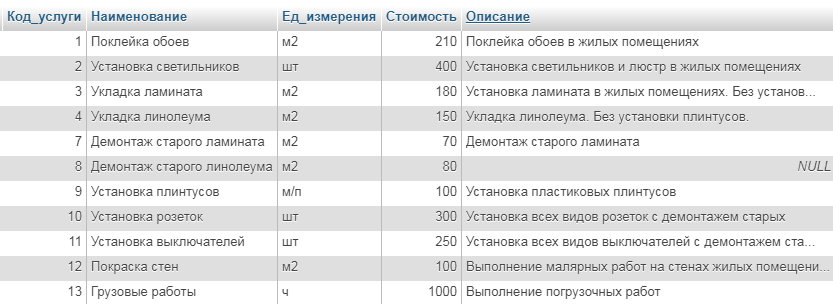 Код_услуги Наименование Ед_измерения Стоимость Описание
1 Поклейка обоев м2 210 Поклейка обоев в жилых помещениях
2 Установка светильников шт 400 Установка светильников и люстр в жилых помещениях
3 Укладка ламината м2 180 Установка ламината в жилых помещениях. Без установ...
4 Укладка линолеума м2 150 Укладка линолеума. Без установки плинтусов.
7 Демонтаж старого ламината м2 70 Демонтаж старого ламината
8 Демонтаж старого линолеума м2 80 NULL
9 Установка плинтусов м/п 100 Установка пластиковых плинтусов
10 Установка розеток шт 300 Установка всех видов розеток с демонтажем старых
11 Установка выключателей шт 250 Установка всех видов выключателей с демонтажем ста...
12 Покраска стен м2 100 Выполнение малярных работ на стенах жилых помещени...
13 Грузовые работы ч 1000 Выполнение погрузочных работ